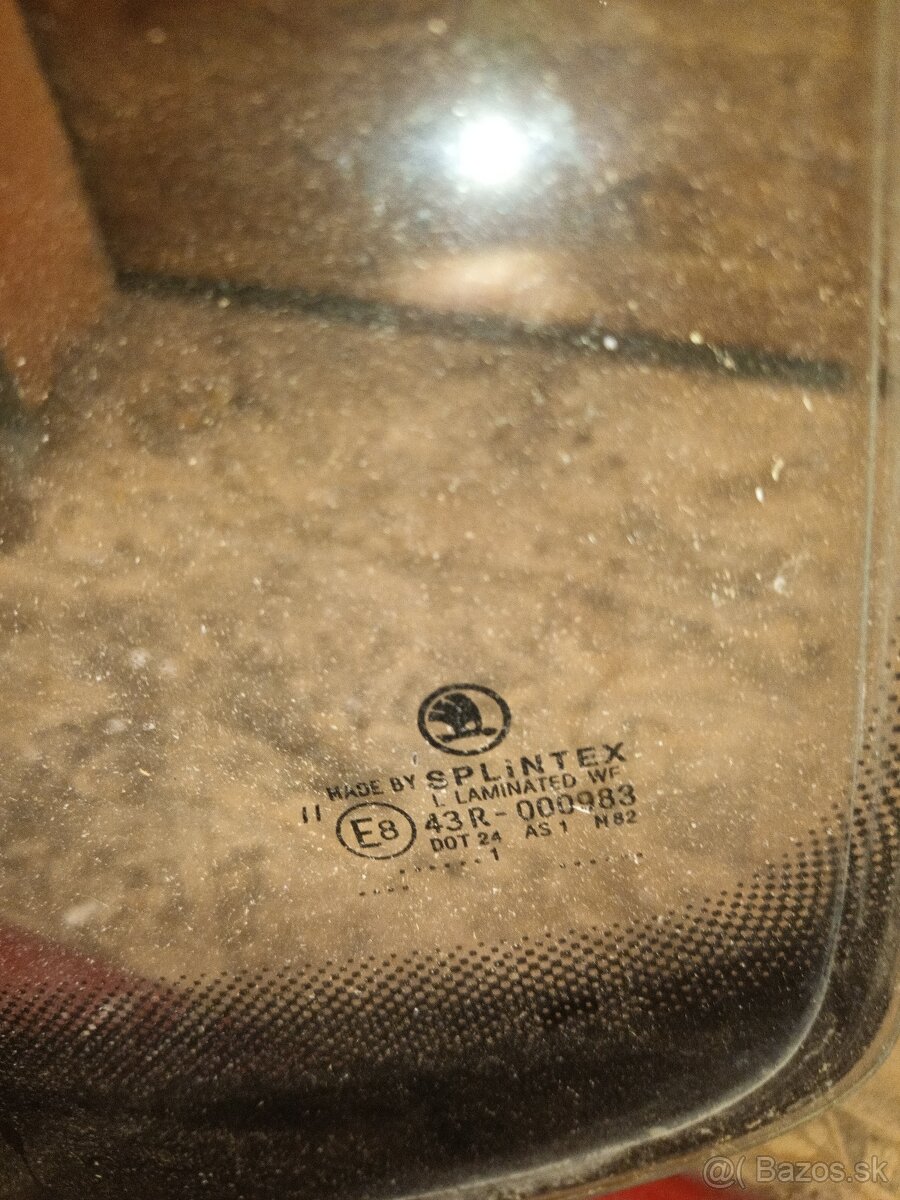 MADE BY SPLiNTEX
L LAMINATED WF
II E8 43R-000983
DOT 24 AS 1 M82
......1 ......
....
@( Bazos.sk